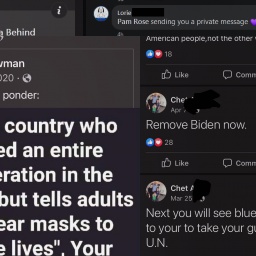 Behind
wman
020 ·
ponder:
country who
ed an entire
eration in the
but tells adults
ear masks to
e lives". Your
Lorie
Pam Rose sending you a private message
American people,not the other
18
Like
Comm
Chet
Apr
Remove Biden now.
28
Like
Comm
Chet
Mar 25
Next you will see blue
to your to take your gu
U.N.